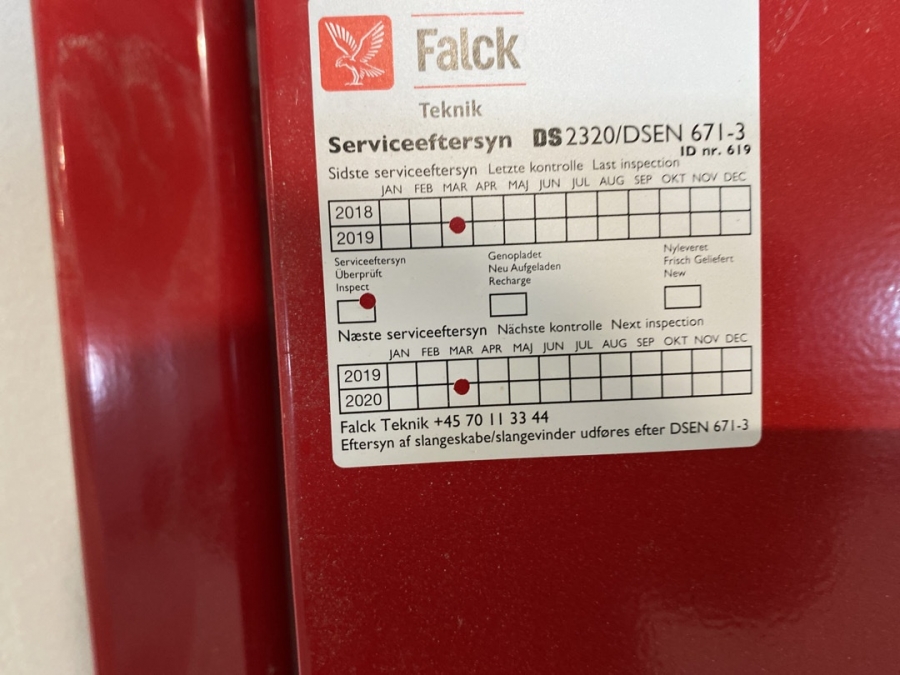 Falck
Teknik
Serviceeftersyn DS 2320/DSEN 671-3
ID nr. 619
Sidste serviceeftersyn Letzte kontrolle Last inspection
JAN FEB MAR APR MAJ JUN JUL AUG SEP OKT NOV DEC
2018
2019
Serviceeftersyn
Überprüft
Inspect
Genopladet
Neu Aufgeladen
Recharge
Nyleveret
Frisch Geliefert
New
Næste serviceeftersyn Nächste kontrolle Next inspection
JAN FEB MAR APR MAJ JUN JUL AUG SEP OKT NOV DEC
2019
2020
Falck Teknik +45 70 11 33 44
Eftersyn af slangeskabe/slangevinder udføres efter DSEN 671-3